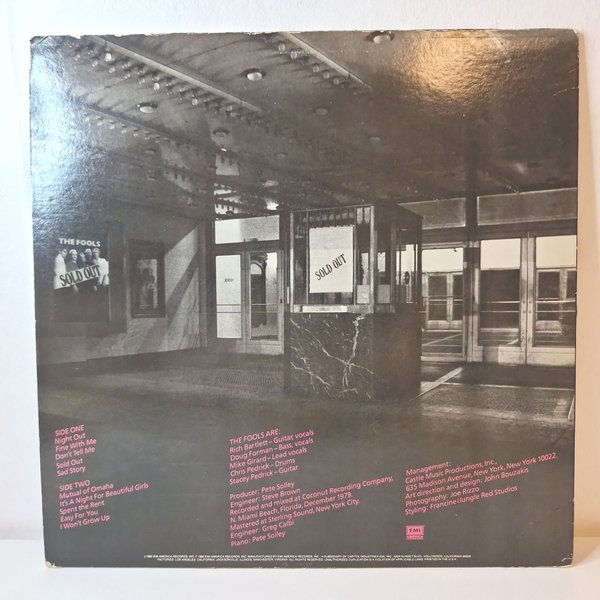 THE FOOLS
SOLD OUT
SOLD OUT
SIDE ONE
Night Out
Fine With Me
Don't Tell Me
Sold Out
Sad Story
SIDE TWO
Mutual of Omaha
It's A Night For Beautiful Girls
Spent the Rent
Easy For You
I Won't Grow Up
THE FOOLS ARE:
Rich Bartlett – Guitar, vocals
Doug Forman – Bass, vocals
Mike Girard – Lead vocals
Chris Pedrick – Drums
Stacey Pedrick – Guitar
Producer: Pete Solley
Engineer: Steve Brown
Recorded and mixed at Coconut Recording Company,
N. Miami Beach, Florida, December 1979.
Mastered at Sterling Sound, New York City.
Engineer: Greg Calbi
Piano: Pete Solley
Management:
Castle Music Productions, Inc.,
635 Madison Avenue, New York, New York 10022
Art direction and design: John Bouzakis
Photography: Joe Rizzo
Styling: Francine/Jungle Red Studios
EMI
AMERICA